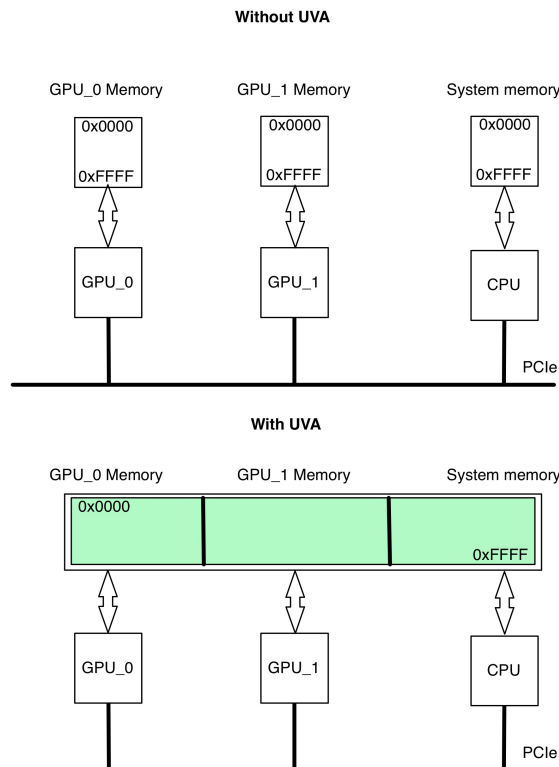 Without UVA
GPU_0 Memory GPU_1 Memory System memory
0x0000 0x0000 0x0000
0xFFFF 0xFFFF 0xFFFF
GPU_0 GPU_1 CPU
PCIe
With UVA
GPU_0 Memory GPU_1 Memory System memory
0x0000
0xFFFF
GPU_0 GPU_1 CPU
PCIe